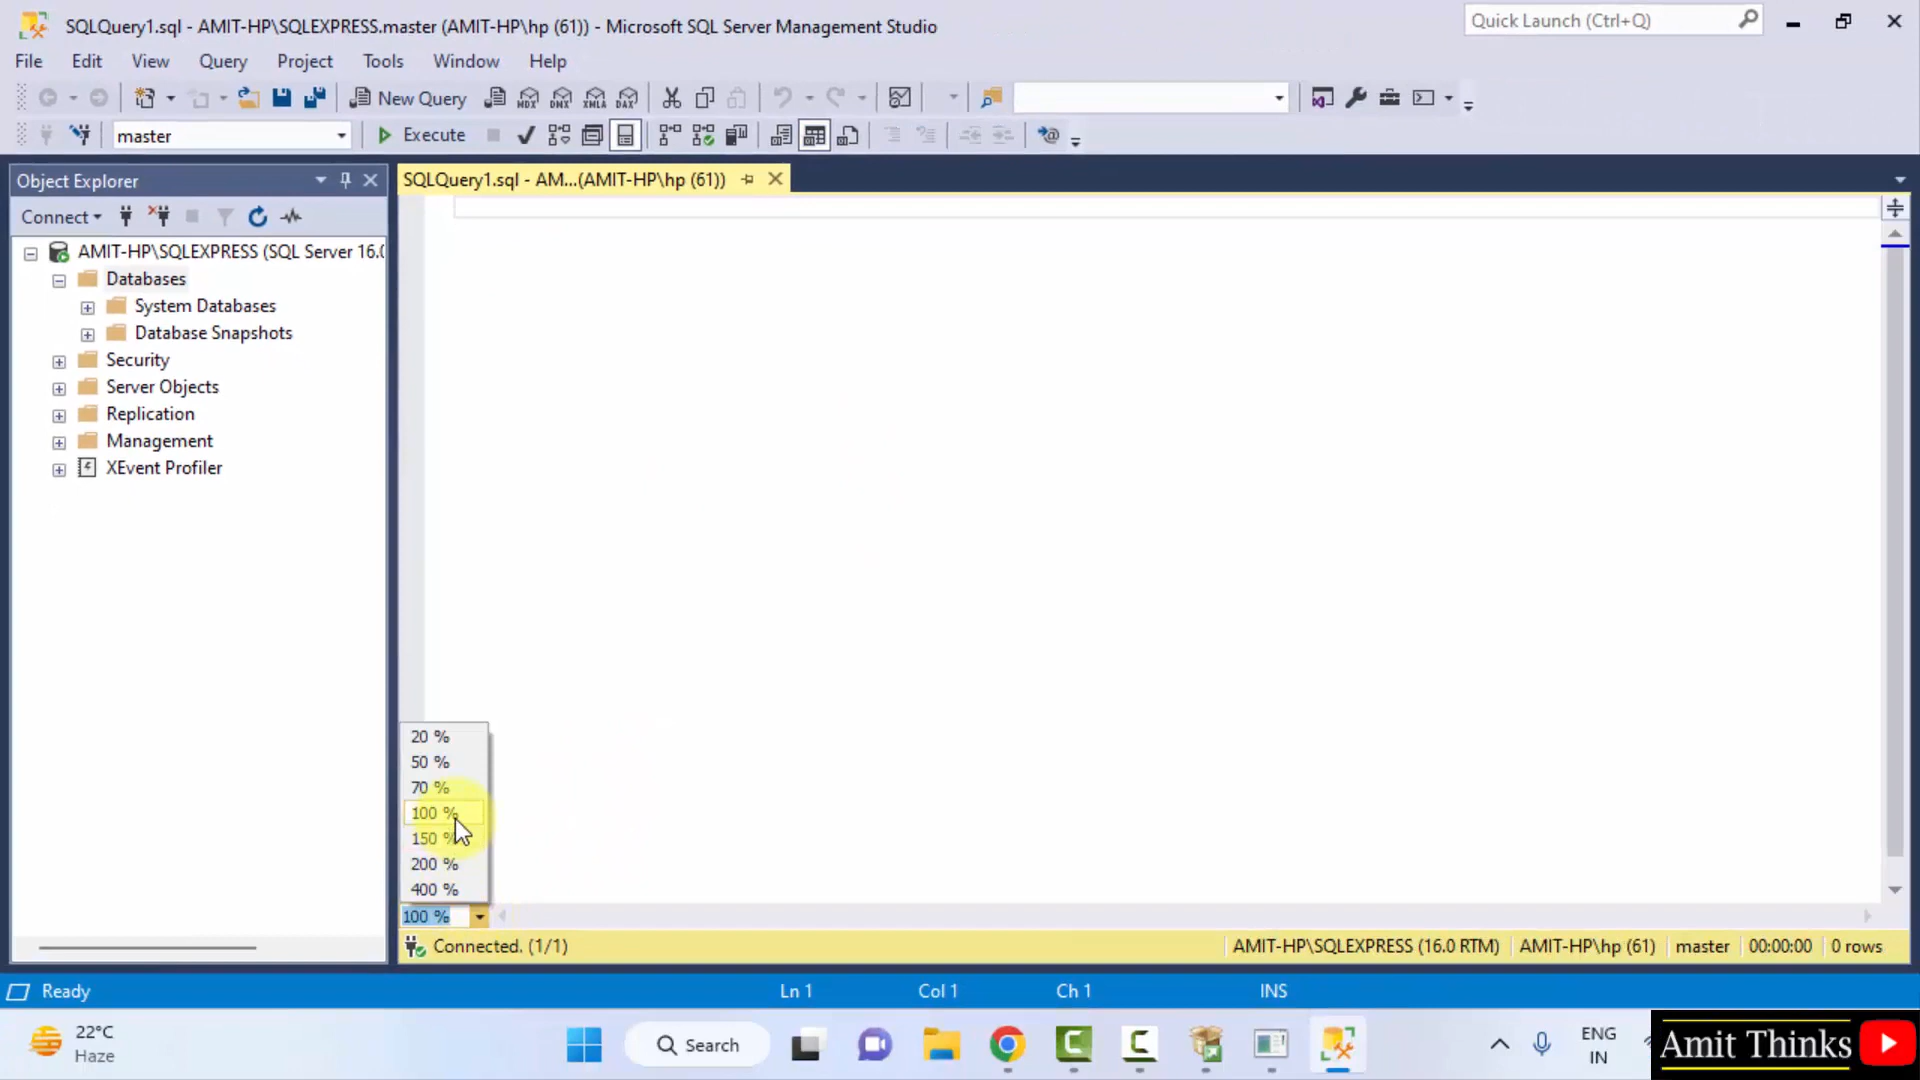 SQLQuery1.sql - AMIT-HP\SQLEXPRESS.master (AMIT-HP\hp (61)) - Microsoft SQL Server Management Studio
Quick Launch (Ctrl+Q)
File Edit View Query Project Tools Window Help
New Query MDX DMX XMLA DAX
master Execute
Object Explorer
SQLQuery1.sql - AM...(AMIT-HP\hp (61))
Connect
AMIT-HP\SQLEXPRESS (SQL Server 16.0
Databases
System Databases
Database Snapshots
Security
Server Objects
Replication
Management
XEvent Profiler
20 %
50 %
70 %
100 %
150 %
200 %
400 %
100 %
Connected. (1/1) AMIT-HP\SQLEXPRESS (16.0 RTM) AMIT-HP\hp (61) master 00:00:00 0 rows
Ready Ln 1 Col 1 Ch 1 INS
22°C
Haze
Search
ENG
IN
Amit Thinks